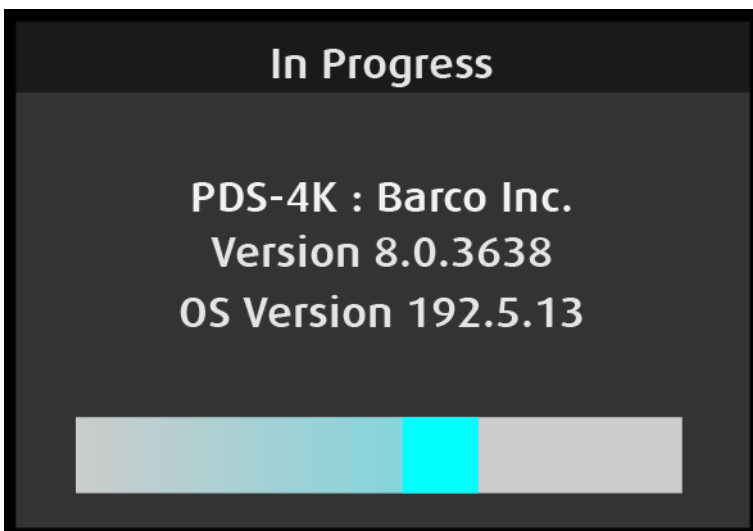 In Progress
PDS-4K : Barco Inc.
Version 8.0.3638
OS Version 192.5.13